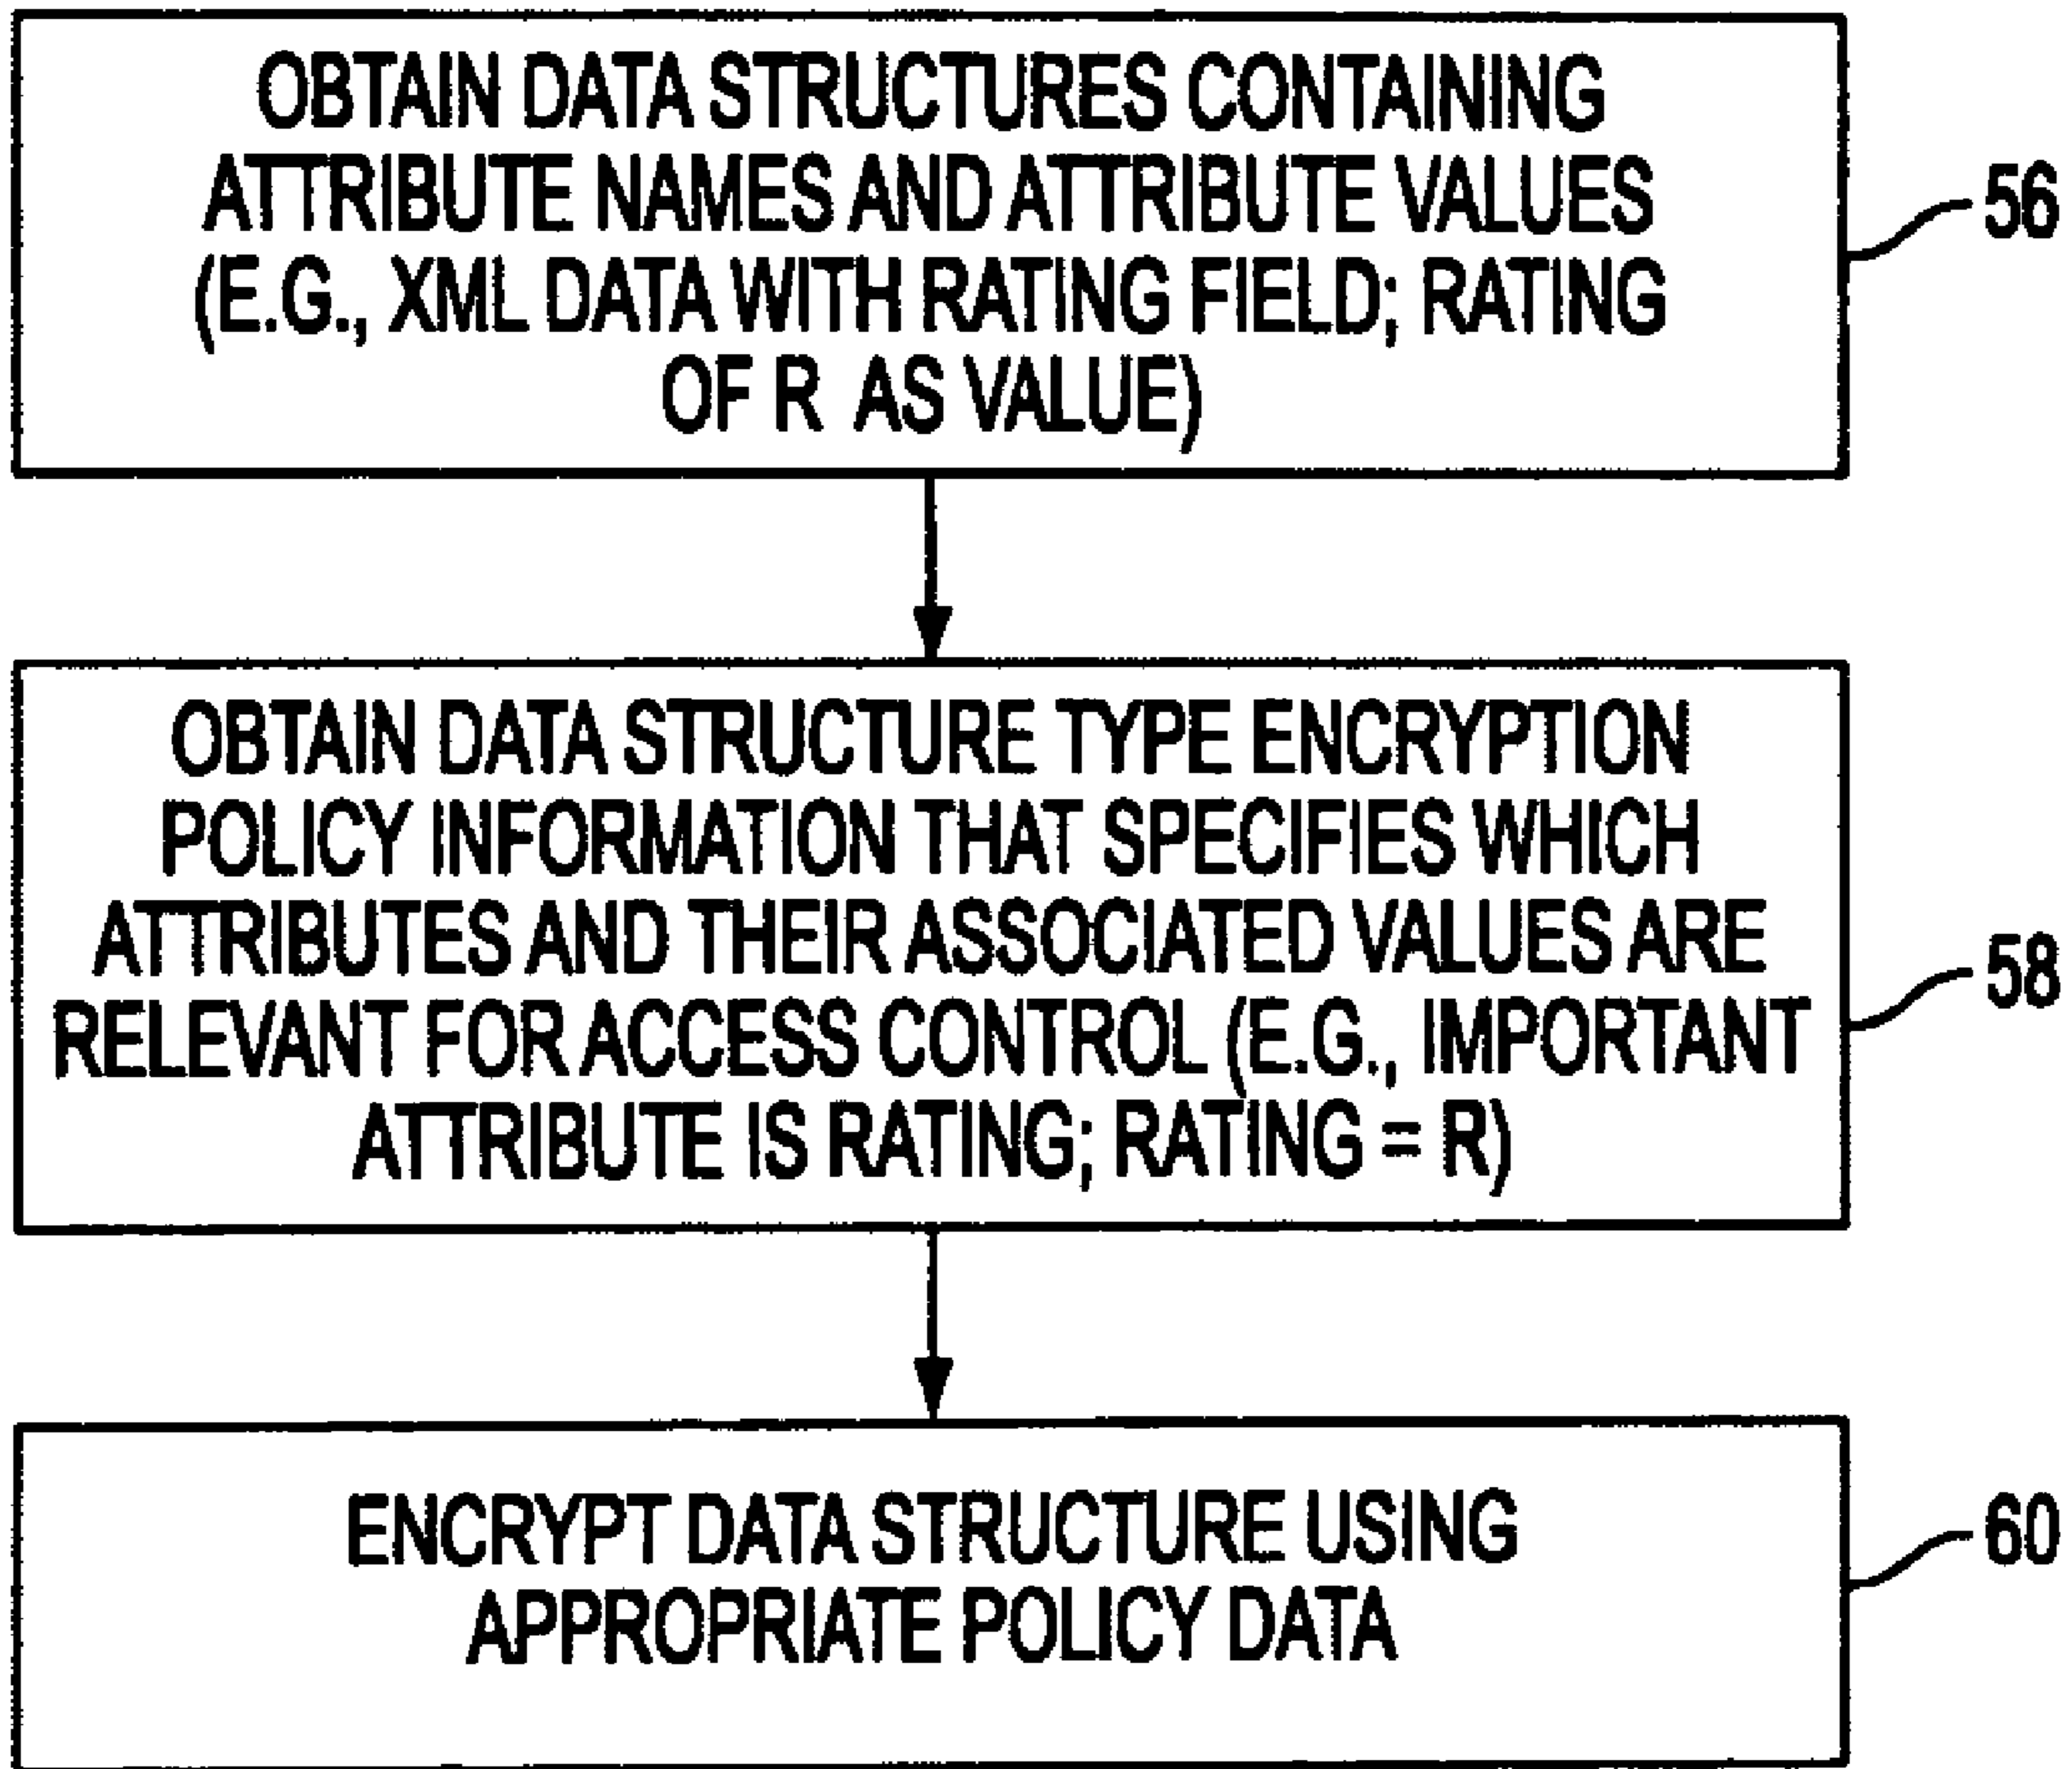 OBTAIN DATA STRUCTURES CONTAINING
ATTRIBUTE NAMES AND ATTRIBUTE VALUES
(E.G., XML DATA WITH RATING FIELD; RATING
OF R AS VALUE)
56
OBTAIN DATA STRUCTURE TYPE ENCRYPTION
POLICY INFORMATION THAT SPECIFIES WHICH
ATTRIBUTES AND THEIR ASSOCIATED VALUES ARE
RELEVANT FOR ACCESS CONTROL (E.G., IMPORTANT
ATTRIBUTE IS RATING; RATING = R)
58
ENCRYPT DATA STRUCTURE USING
APPROPRIATE POLICY DATA
60